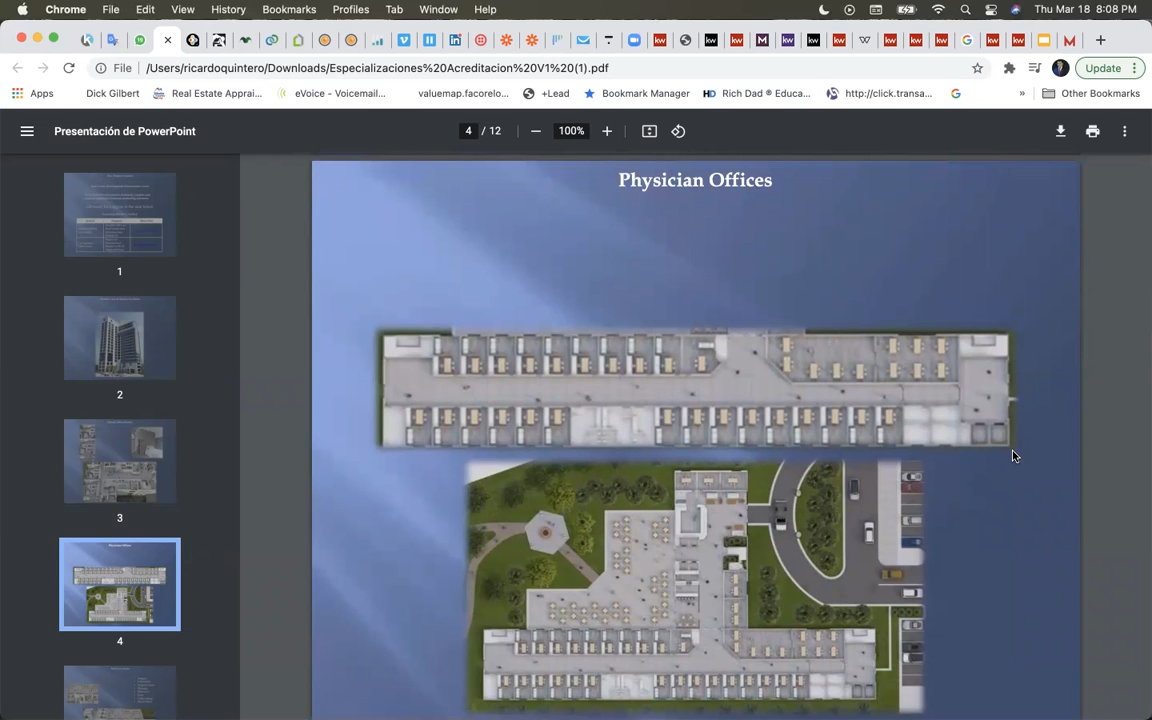 Chrome File Edit View History Bookmarks Profiles Tab Window Help Thu Mar 18 8:08 PM
File /Users/ricardoquintero/Downloads/Especializaciones%20Acreditacion%20V1%20(1).pdf Update
Apps Dick Gilbert Real Estate Apprai... eVoice - Voicemail... valuemap.facorelo... +Lead Bookmark Manager HD Rich Dad ® Educa... http://click.transa... » Other Bookmarks
Presentación de PowerPoint 4 / 12 100%
Physician Offices
1
2
3
4